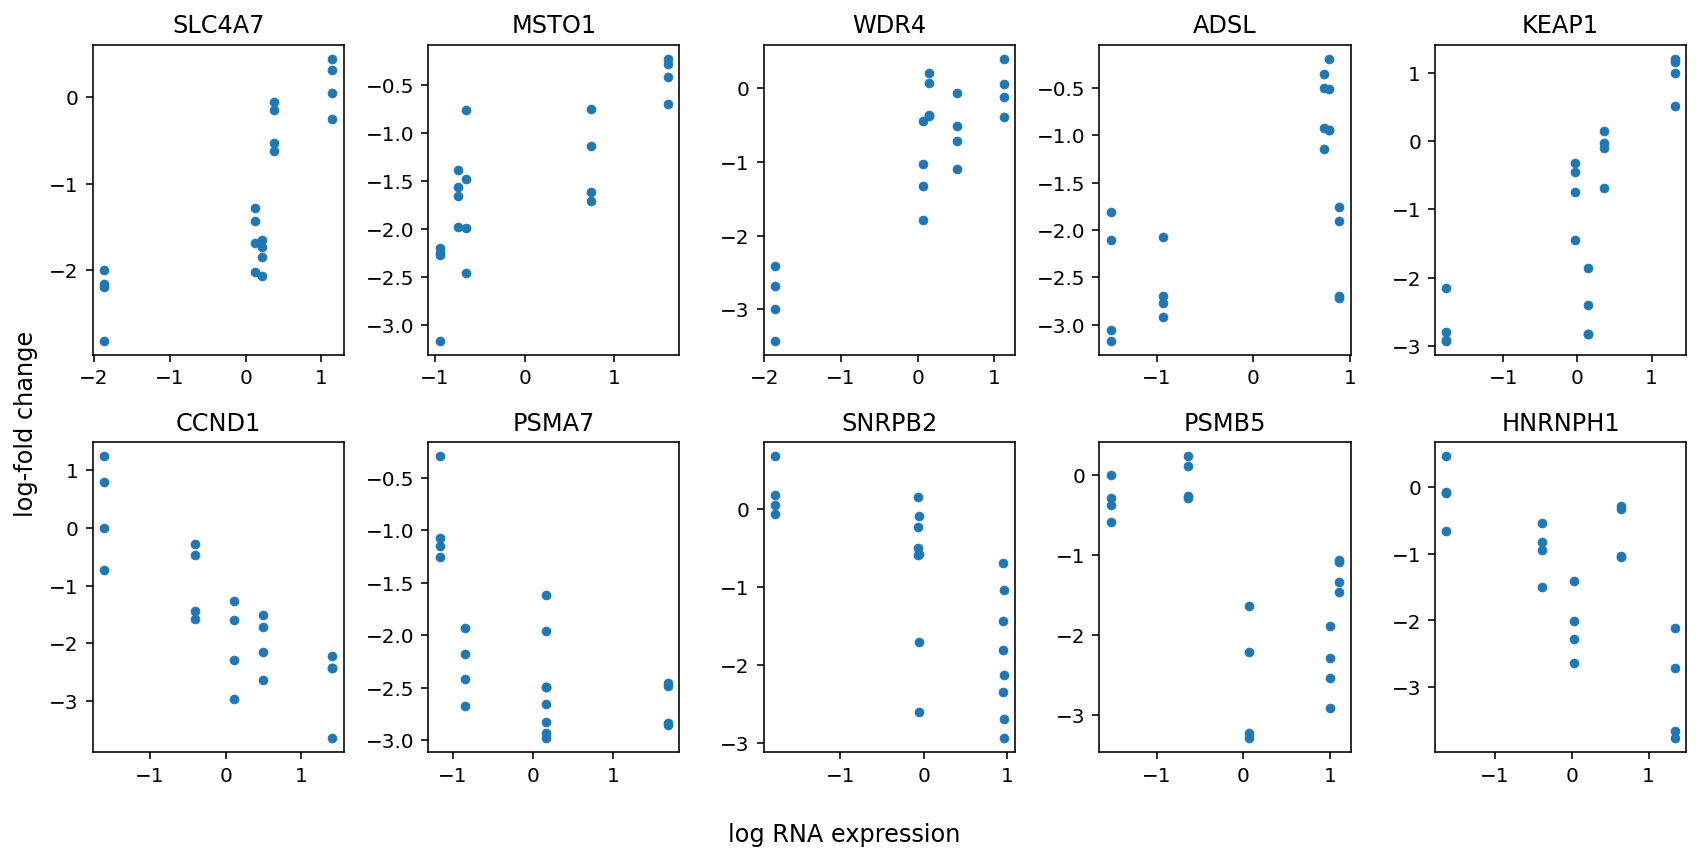 SLC4A7 MSTO1 WDR4 ADSL KEAP1
0 −1 −2
−2 −1 0 1
−0.5 −1.0 −1.5 −2.0 −2.5 −3.0
−1 0 1
0 −1 −2 −3
−2 −1 0 1
−0.5 −1.0 −1.5 −2.0 −2.5 −3.0
−1 0 1
1 0 −1 −2 −3
−1 0 1
log-fold change
CCND1 PSMA7 SNRPB2 PSMB5 HNRNPH1
1 0 −1 −2 −3
−1 0 1
−0.5 −1.0 −1.5 −2.0 −2.5 −3.0
−1 0 1
0 −1 −2 −3
−1 0 1
0 −1 −2 −3
−1 0 1
0 −1 −2 −3
−1 0 1
log RNA expression